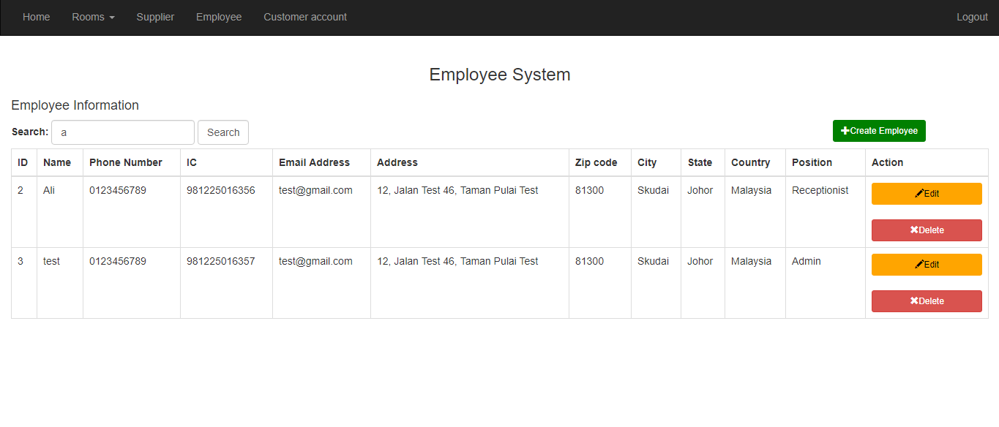 Home Rooms Supplier Employee Customer account Logout
Employee System
Employee Information
Search: a Search Create Employee
ID Name Phone Number IC Email Address Address Zip code City State Country Position Action
2 Ali 0123456789 981225016356 test@gmail.com 12, Jalan Test 46, Taman Pulai Test 81300 Skudai Johor Malaysia Receptionist Edit
Delete
3 test 0123456789 981225016357 test@gmail.com 12, Jalan Test 46, Taman Pulai Test 81300 Skudai Johor Malaysia Admin Edit
Delete